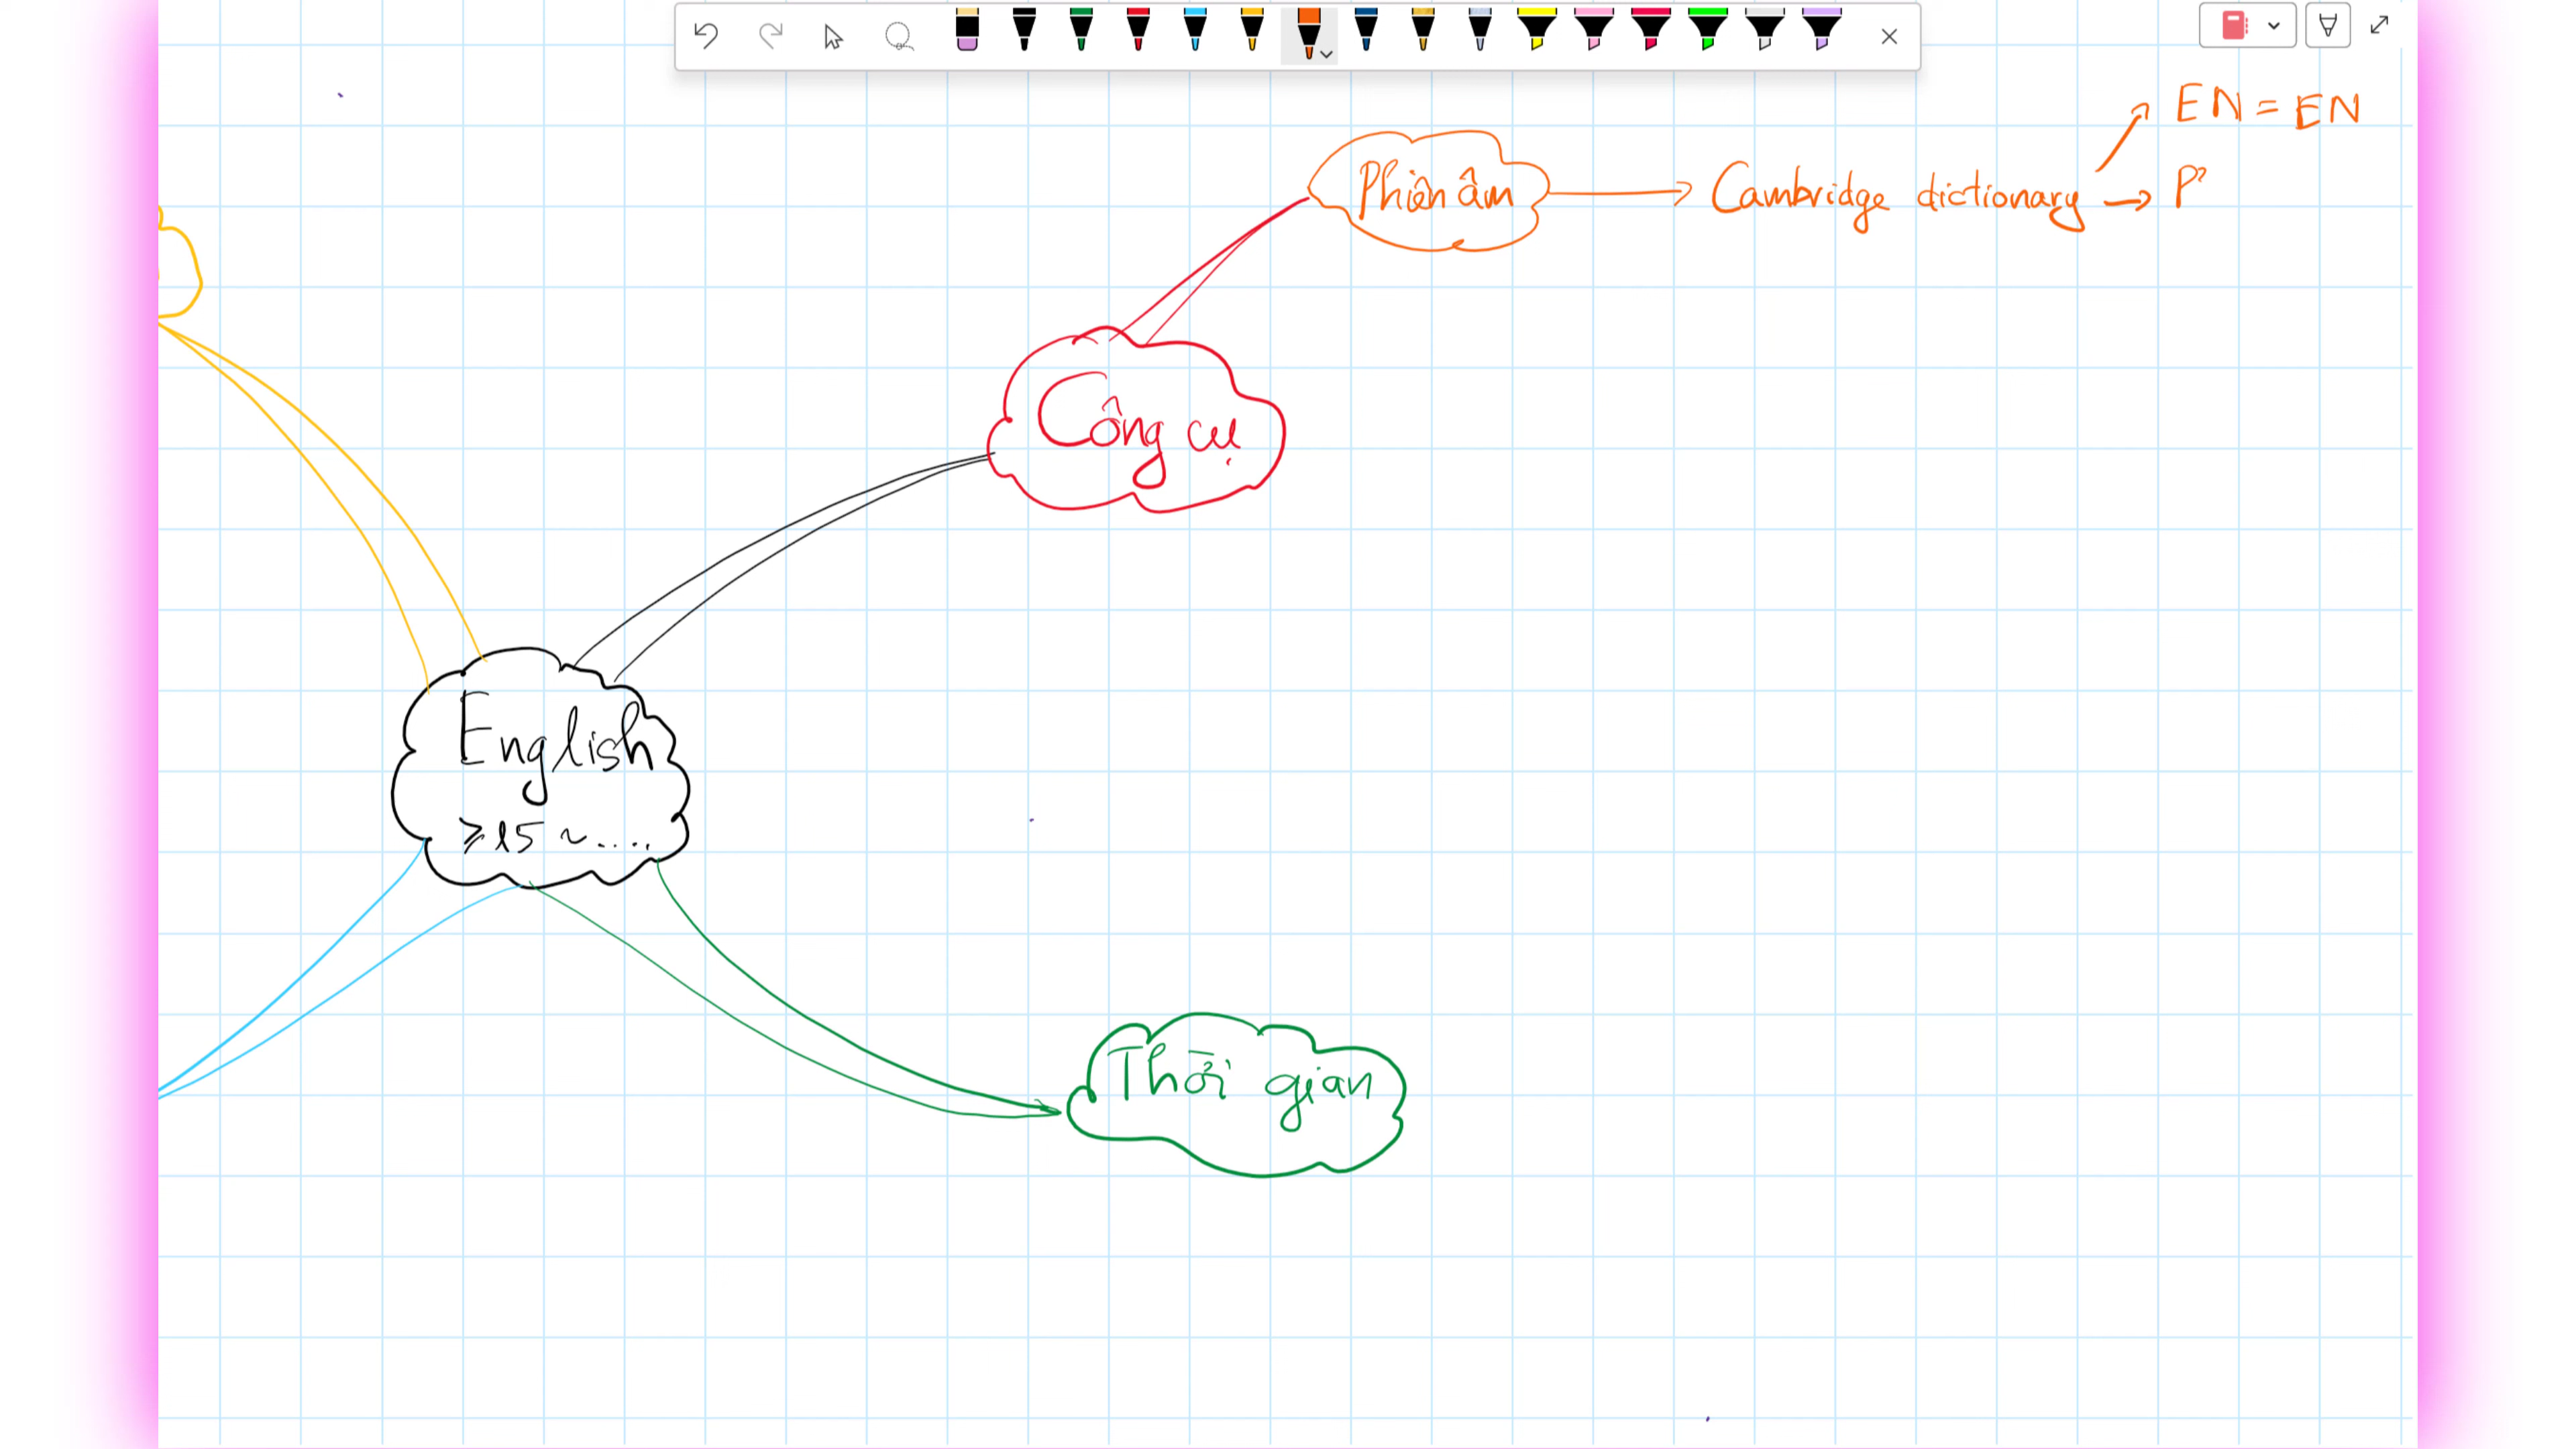 EN = EN
Phiên âm → Cambridge dictionary → P
Công cụ
English
≥ 15 ~ ....
Thời gian